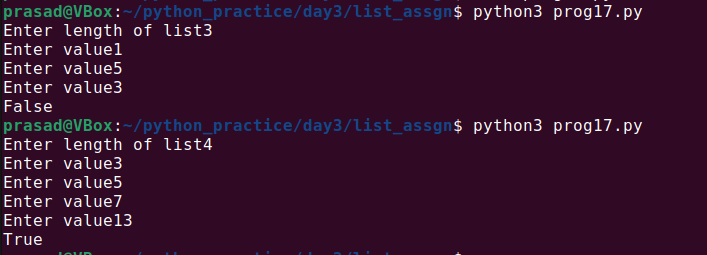 prasad@VBox:~/python_practice/day3/list_assgn$ python3 prog17.py
Enter length of list3
Enter value1
Enter value5
Enter value3
False
prasad@VBox:~/python_practice/day3/list_assgn$ python3 prog17.py
Enter length of list4
Enter value3
Enter value5
Enter value7
Enter value13
True